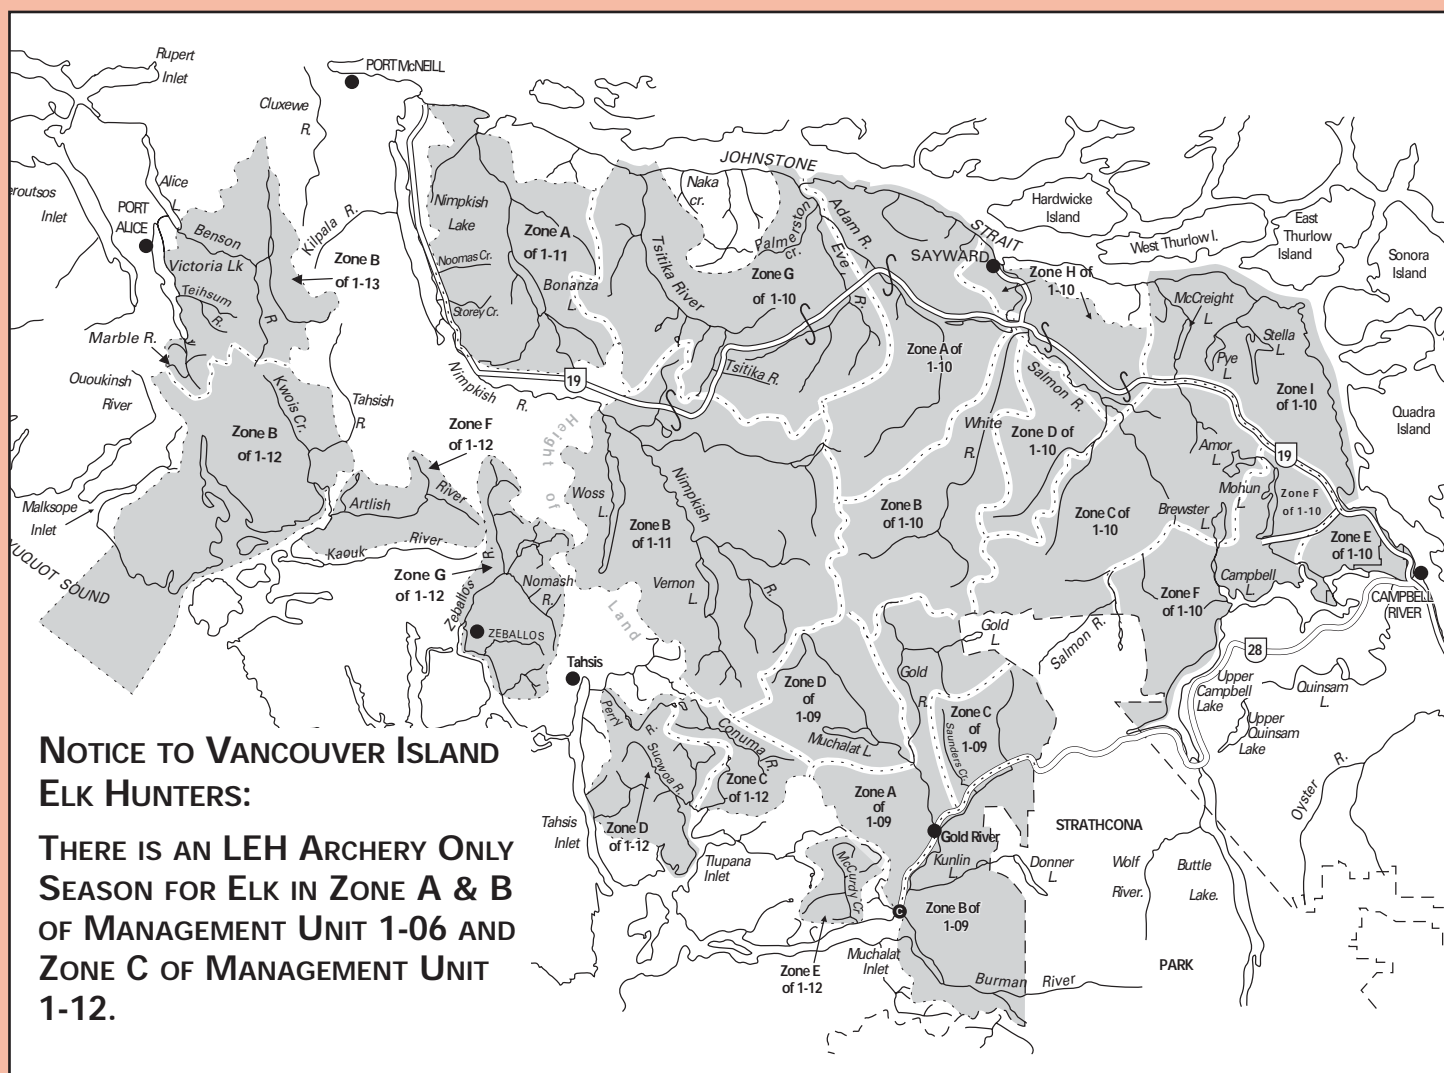 Rupert
Inlet
PORT McNEILL
Cluxewe
R.
Alice
L.
PORT
ALICE
Inlet
Benson
Victoria Lk
Teihsum
R.
R
Marble R.
Kilpala R.
Zone B
of 1-13
Ououkinsh
River
Kwois Cr.
Tahsish
R.
Zone B
of 1-12
Malksope
Inlet
Artlish
River
Kaouk
River
Zone F
of 1-12
Zone G
of 1-12
Nimpkish
Lake
Noomas Cr.
Storey Cr.
Zone A
of 1-11
Bonanza
L
Nimpkish
R.
19
Height of
Land
JOHNSTONE
STRAIT
Naka
cr.
Tsitika River
Palmerston
cr.
Zone G
of 1-10
Adam R.
Eve
R.
Tsitika R.
SAYWARD
Zone H of
1-10
Hardwicke
Island
West Thurlow I.
East
Thurlow
Island
Sonora
Island
Quadra
Island
McCreight
L.
Stella
L.
Pye
L.
Zone I
of 1-10
Zone A of
1-10
Salmon R.
White
R.
Zone D of
1-10
Amor
L.
19
Mohun
L.
Zone F
of 1-10
Zone E
of 1-10
Brewster
L.
Zone B
of 1-10
Zone C of
1-10
Campbell
L.
CAMPBELL
RIVER
Zone F
of 1-10
28
Woss
L.
Nimpkish
R.
Zone B
of 1-11
Vernon
L.
Zeballos
R.
Nomash
R.
ZEBALLOS
Tahsis
Gold
L.
Salmon R.
Upper
Campbell
Lake
Quinsam
L.
Upper
Quinsam
Lake
Oyster
R.
Zone D
of
1-09
Gold
R.
Zone C
of
1-09
Saunders Cr.
Muchalat L.
Conuma R.
Perry
R.
Sucwoa R.
Zone C
of 1-12
Zone D
of 1-12
Tahsis
Inlet
Tlupana
Inlet
Zone A
of
1-09
Gold River
Kunlin
L.
Donner
L.
STRATHCONA
Wolf
River.
Buttle
Lake.
PARK
McCurdy Cr.
C
Zone B of
1-09
Zone E
of 1-12
Muchalat
Inlet
Burman River
NOTICE TO VANCOUVER ISLAND
ELK HUNTERS:
THERE IS AN LEH ARCHERY ONLY
SEASON FOR ELK IN ZONE A & B
OF MANAGEMENT UNIT 1-06 AND
ZONE C OF MANAGEMENT UNIT
1-12.